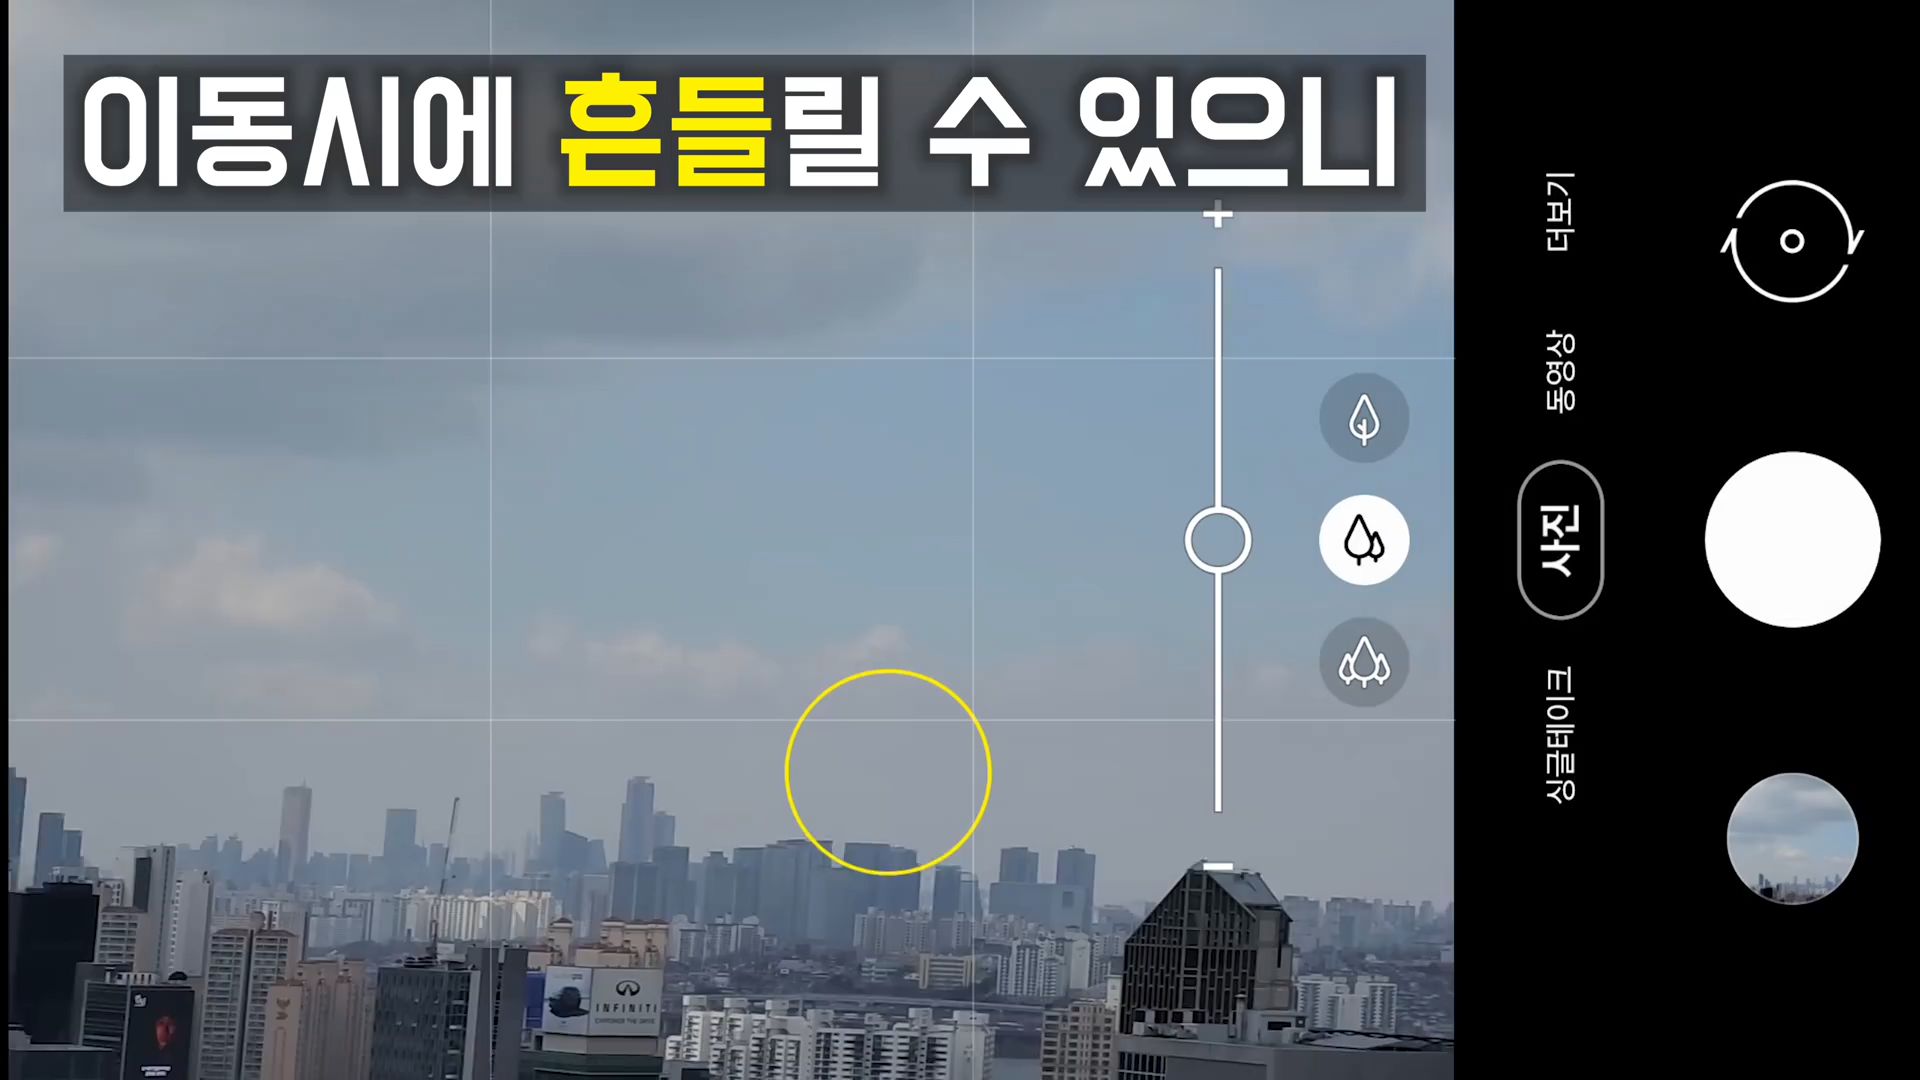 이동시에 흔들릴 수 있으니
더보기
동영상
사진
싱글테이크
INFINITI